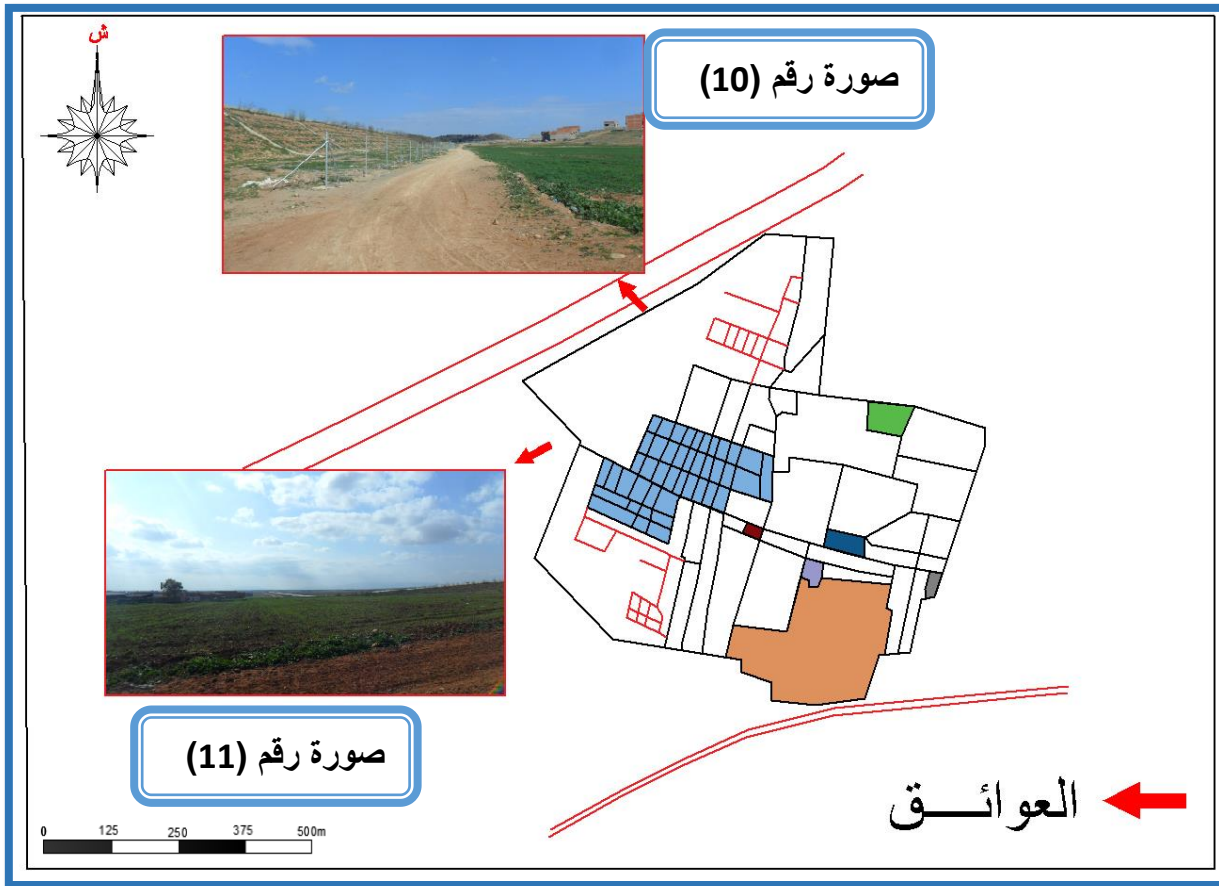 ش
صورة رقم (10)
صورة رقم (11)
العوائـــق
0 125 250 375 500m